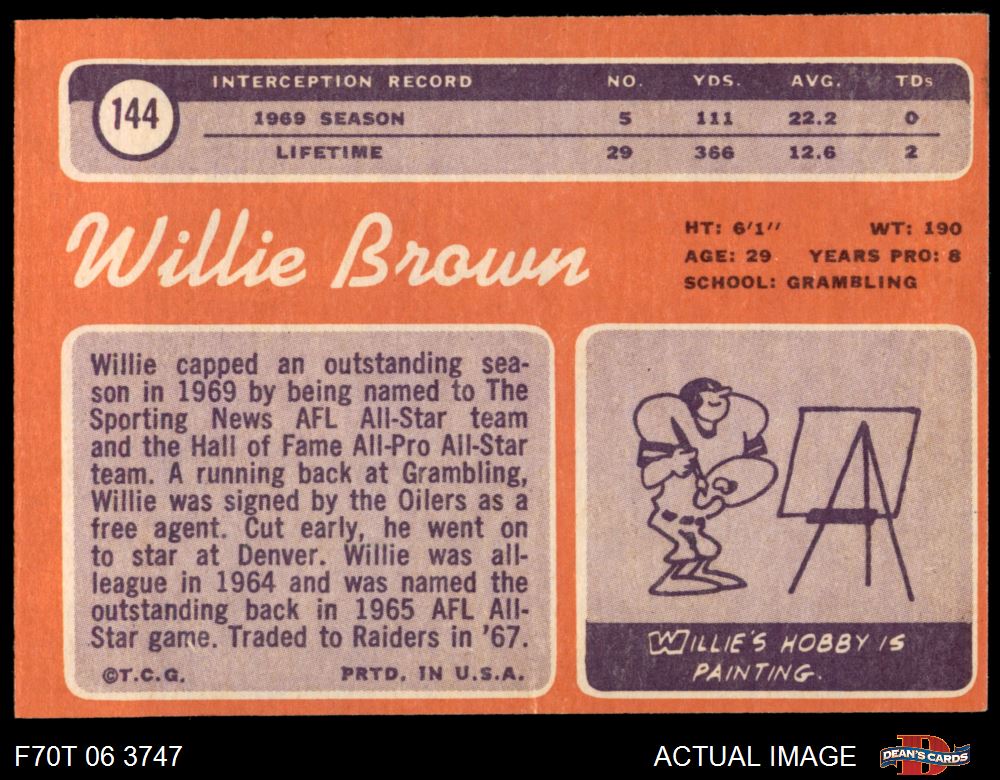 144
INTERCEPTION RECORD NO. YDS. AVG. TDs
1969 SEASON 5 111 22.2 0
LIFETIME 29 366 12.6 2
Willie Brown
HT: 6'1" WT: 190
AGE: 29 YEARS PRO: 8
SCHOOL: GRAMBLING
Willie capped an outstanding sea-
son in 1969 by being named to The
Sporting News AFL All-Star team
and the Hall of Fame All-Pro All-Star
team. A running back at Grambling,
Willie was signed by the Oilers as a
free agent. Cut early, he went on
to star at Denver. Willie was all-
league in 1964 and was named the
outstanding back in 1965 AFL All-
Star game. Traded to Raiders in '67.
©T.C.G. PRTD. IN U.S.A.
WILLIE'S HOBBY IS
PAINTING.
F70T 06 3747 ACTUAL IMAGE D DEAN'S CARDS